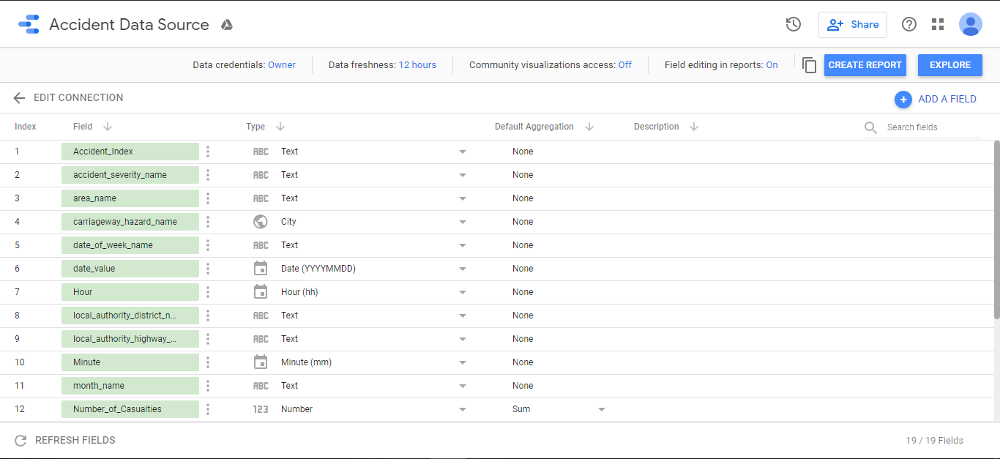 Accident Data Source
Share
Data credentials: Owner
Data freshness: 12 hours
Community visualizations access: Off
Field editing in reports: On
CREATE REPORT
EXPLORE
EDIT CONNECTION
ADD A FIELD
Index Field Type Default Aggregation Description Search fields
1 Accident_Index ABC Text None
2 accident_severity_name ABC Text None
3 area_name ABC Text None
4 carriageway_hazard_name City None
5 date_of_week_name ABC Text None
6 date_value Date (YYYYMMDD) None
7 Hour Hour (hh) None
8 local_authority_district_n... ABC Text None
9 local_authority_highway_... ABC Text None
10 Minute Minute (mm) None
11 month_name ABC Text None
12 Number_of_Casualties 123 Number Sum
REFRESH FIELDS
19 / 19 Fields